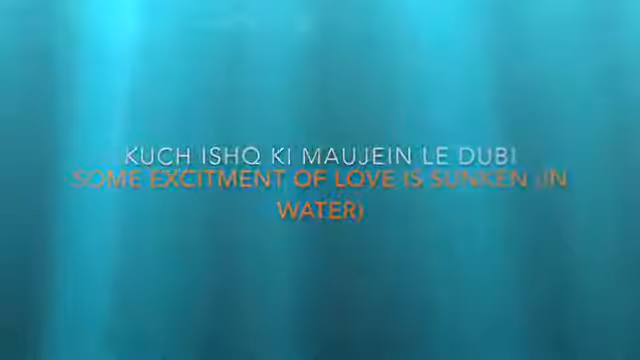 KUCH ISHQ KI MAUJEIN LE DUBI
SOME EXCITMENT OF LOVE IS SUNKEN (IN
WATER)